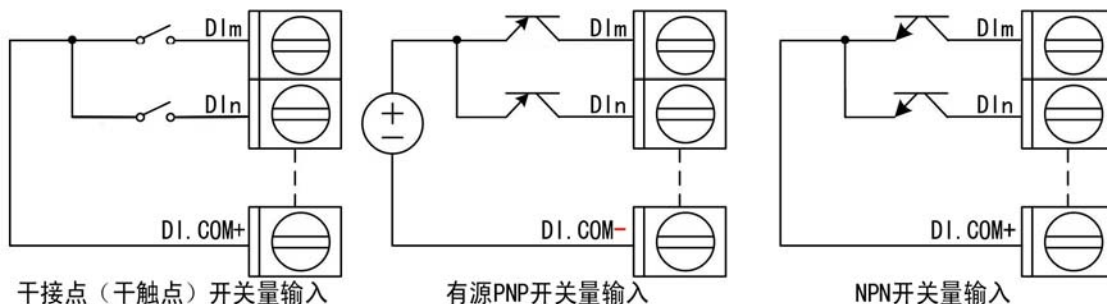 DIm
DIn
DI.COM+
干接点（干触点）开关量输入
DIm
DIn
+
−
DI.COM-
有源PNP开关量输入
DIm
DIn
DI.COM+
NPN开关量输入